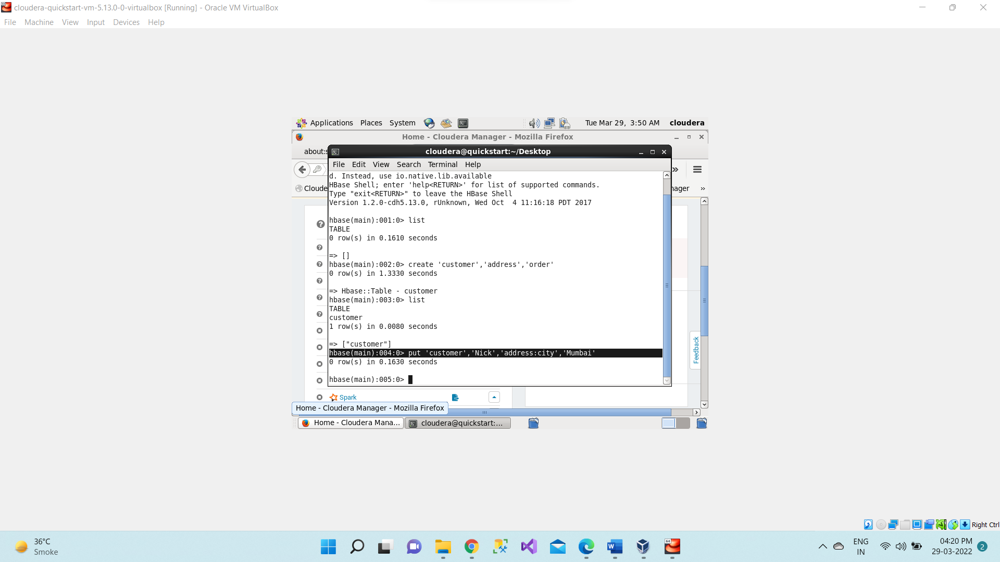 cloudera-quickstart-vm-5.13.0-0-virtualbox [Running] - Oracle VM VirtualBox
File Machine View Input Devices Help
Applications Places System Tue Mar 29, 3:50 AM cloudera
Home - Cloudera Manager - Mozilla Firefox
about:s
cloudera@quickstart:~/Desktop
File Edit View Search Terminal Help
Cloude
nager »
d. Instead, use io.native.lib.available
HBase Shell; enter 'help<RETURN>' for list of supported commands.
Type "exit<RETURN>" to leave the HBase Shell
Version 1.2.0-cdh5.13.0, rUnknown, Wed Oct  4 11:16:18 PDT 2017
hbase(main):001:0> list
TABLE
0 row(s) in 0.1610 seconds
=> []
hbase(main):002:0> create 'customer','address','order'
0 row(s) in 1.3330 seconds
=> Hbase::Table - customer
hbase(main):003:0> list
TABLE
customer
1 row(s) in 0.0080 seconds
=> ["customer"]
hbase(main):004:0> put 'customer','Nick','address:city','Mumbai'
0 row(s) in 0.1630 seconds
hbase(main):005:0>
Feedback
Spark
Home - Cloudera Manager - Mozilla Firefox
Home - Cloudera Mana... cloudera@quickstart:...
Right Ctrl
36°C
Smoke
64
ENG
IN
04:20 PM
29-03-2022
2